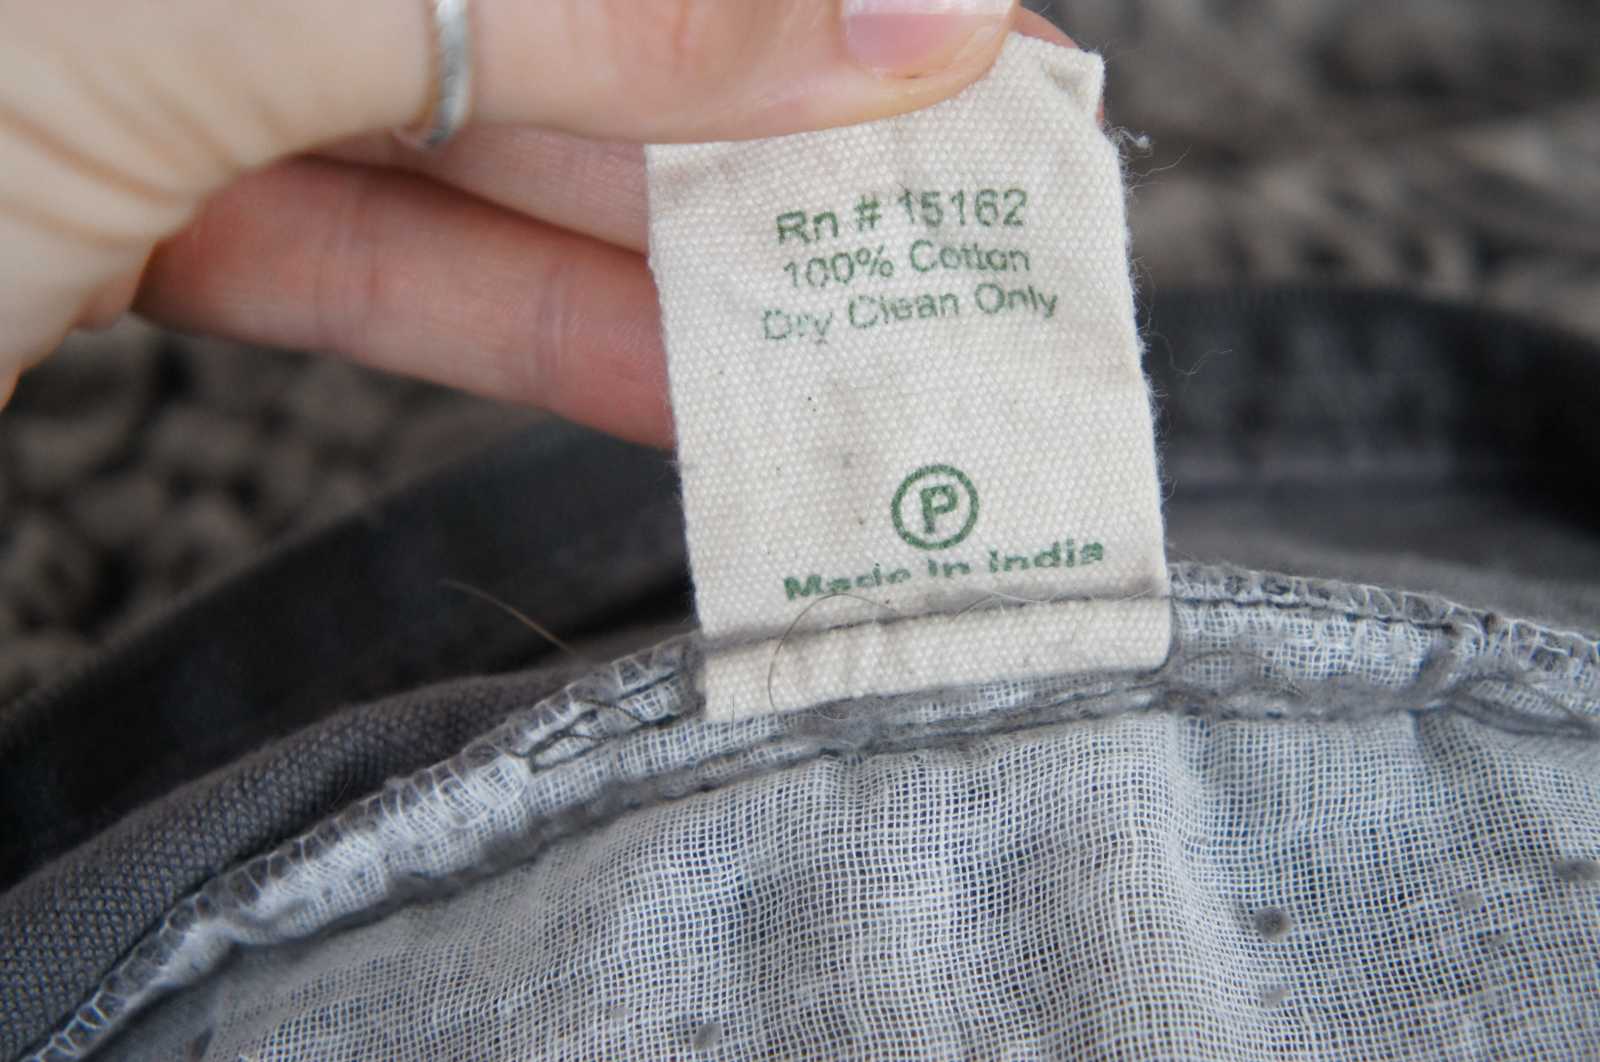 Rn # 15162
100% Cotton
Dry Clean Only
P
Made In India